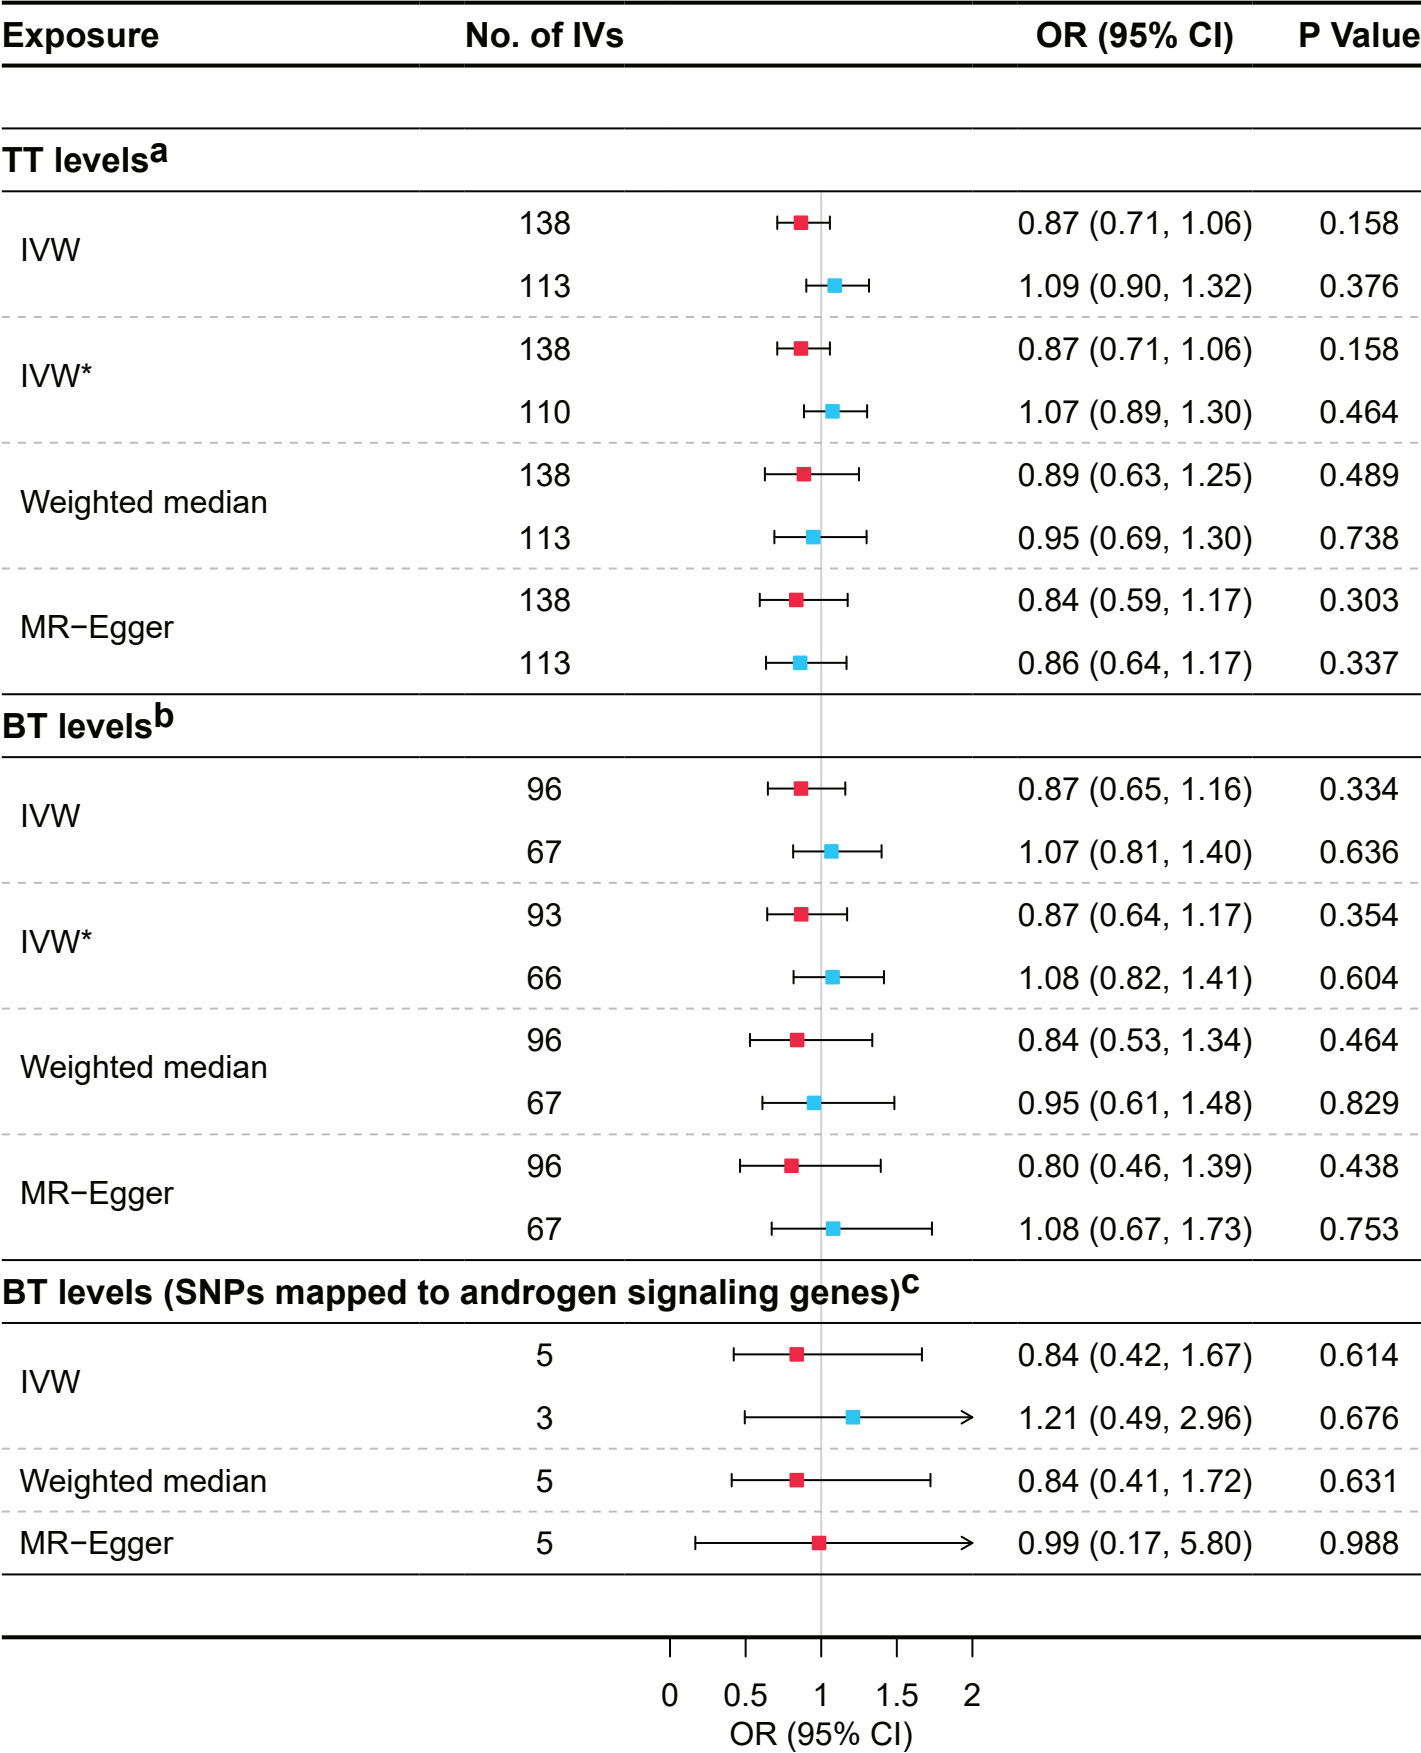 Exposure No. of IVs OR (95% CI) P Value
TT levelsa
IVW
138 0.87 (0.71, 1.06) 0.158
113 1.09 (0.90, 1.32) 0.376
IVW*
138 0.87 (0.71, 1.06) 0.158
110 1.07 (0.89, 1.30) 0.464
Weighted median
138 0.89 (0.63, 1.25) 0.489
113 0.95 (0.69, 1.30) 0.738
MR−Egger
138 0.84 (0.59, 1.17) 0.303
113 0.86 (0.64, 1.17) 0.337
BT levelsb
IVW
96 0.87 (0.65, 1.16) 0.334
67 1.07 (0.81, 1.40) 0.636
IVW*
93 0.87 (0.64, 1.17) 0.354
66 1.08 (0.82, 1.41) 0.604
Weighted median
96 0.84 (0.53, 1.34) 0.464
67 0.95 (0.61, 1.48) 0.829
MR−Egger
96 0.80 (0.46, 1.39) 0.438
67 1.08 (0.67, 1.73) 0.753
BT levels (SNPs mapped to androgen signaling genes)c
IVW
5 0.84 (0.42, 1.67) 0.614
3 1.21 (0.49, 2.96) 0.676
Weighted median 5 0.84 (0.41, 1.72) 0.631
MR−Egger 5 0.99 (0.17, 5.80) 0.988
0 0.5 1 1.5 2
OR (95% CI)